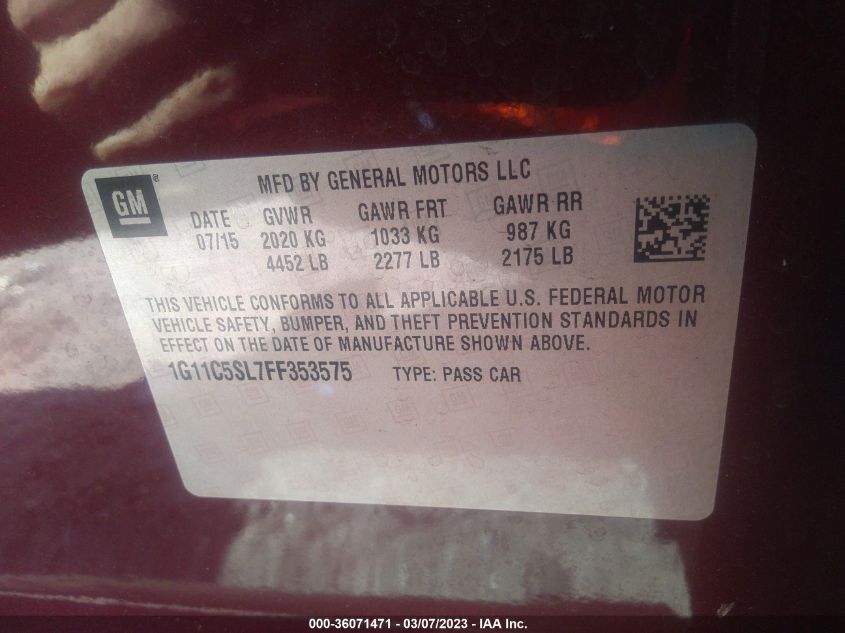 GM®
MFD BY GENERAL MOTORS LLC
DATE GVWR GAWR FRT GAWR RR
07/15 2020 KG 1033 KG 987 KG
4452 LB 2277 LB 2175 LB
THIS VEHICLE CONFORMS TO ALL APPLICABLE U.S. FEDERAL MOTOR
VEHICLE SAFETY, BUMPER, AND THEFT PREVENTION STANDARDS IN
EFFECT ON THE DATE OF MANUFACTURE SHOWN ABOVE.
1G11C5SL7FF353575 TYPE: PASS CAR
000-36071471 - 03/07/2023 - IAA Inc.